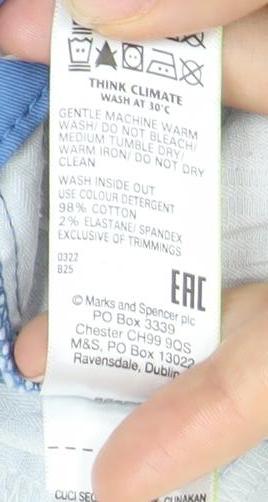 THINK CLIMATE
WASH AT 30°C
GENTLE MACHINE WARM
WASH/ DO NOT BLEACH/
MEDIUM TUMBLE DRY/
WARM IRON/ DO NOT DRY
CLEAN
WASH INSIDE OUT
USE COLOUR DETERGENT
98% COTTON
2% ELASTANE/ SPANDEX
EXCLUSIVE OF TRIMMINGS
0322
B25
EAC
© Marks and Spencer plc
PO Box 3339
Chester CH99 9QS
M&S, PO Box 13022
Ravensdale, Dublin
CUCI